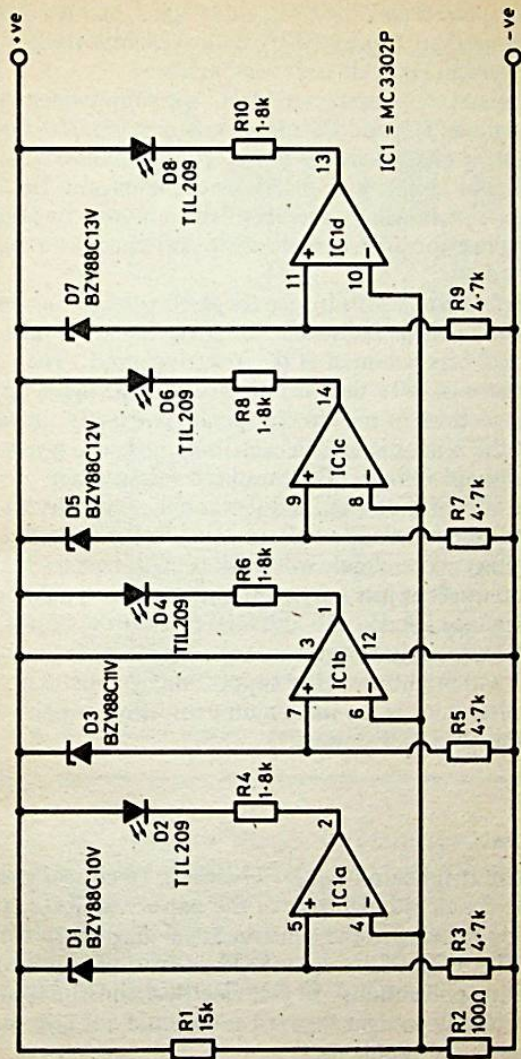 +ve
D7
BZY88C13V
D8
TIL209
R10
1·8k
11
+
13
IC1d
10
−
R9
4·7k
IC1 = MC 3302P
D5
BZY88C12V
D6
TIL209
R8
1·8k
9
+
14
IC1c
8
−
R7
4·7k
D3
BZY88C11V
D4
TIL209
R6
1·8k
7
+
3
1
IC1b
12
6
−
R5
4·7k
D1
BZY88C10V
D2
TIL209
R4
1·8k
5
+
2
IC1a
4
−
R3
4·7k
R1
15k
R2
100Ω
−ve